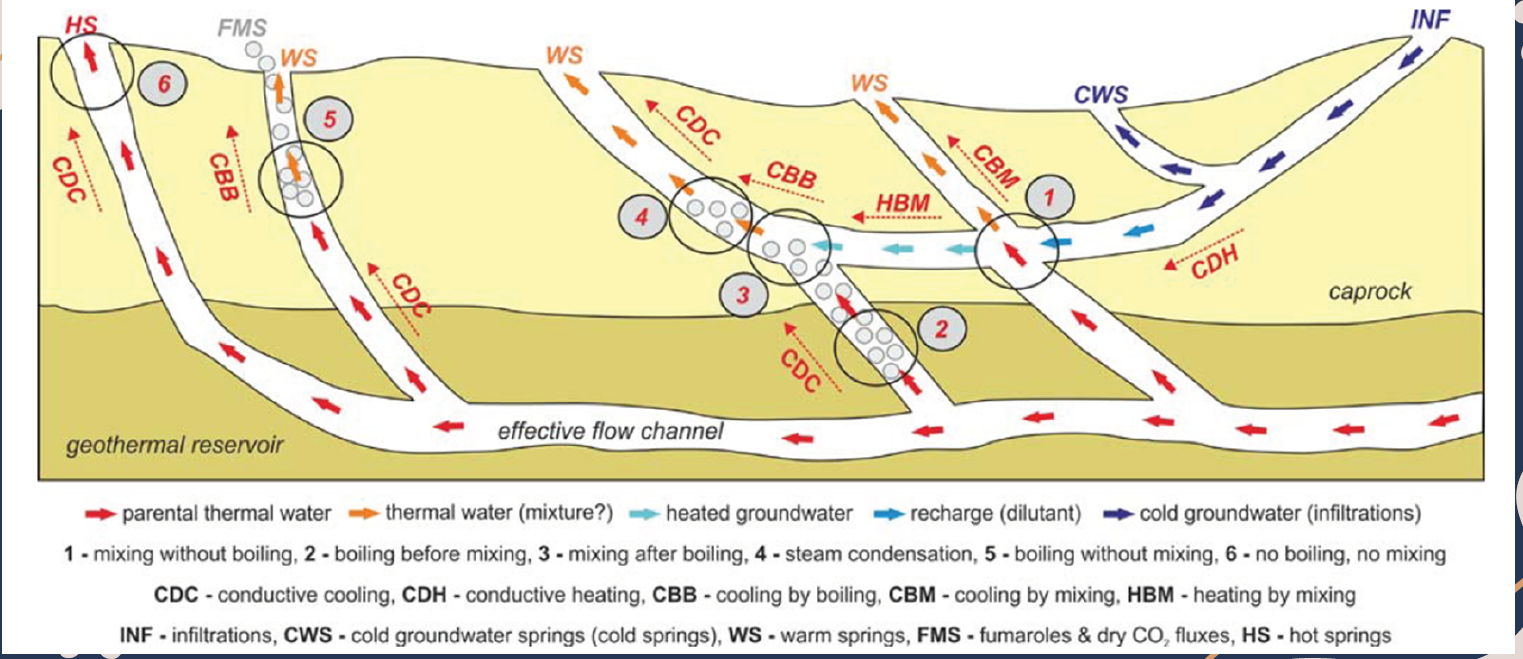 HS
FMS
WS
WS
WS
CWS
INF
6
5
CDC
CBB
CDC
CBB
HBM
CBM
1
4
CDH
3
CDC
2
CDC
caprock
geothermal reservoir
effective flow channel
parental thermal water thermal water (mixture?) heated groundwater recharge (dilutant) cold groundwater (infiltrations)
1 - mixing without boiling, 2 - boiling before mixing, 3 - mixing after boiling, 4 - steam condensation, 5 - boiling without mixing, 6 - no boiling, no mixing
CDC - conductive cooling, CDH - conductive heating, CBB - cooling by boiling, CBM - cooling by mixing, HBM - heating by mixing
INF - infiltrations, CWS - cold groundwater springs (cold springs), WS - warm springs, FMS - fumaroles & dry CO₂ fluxes, HS - hot springs